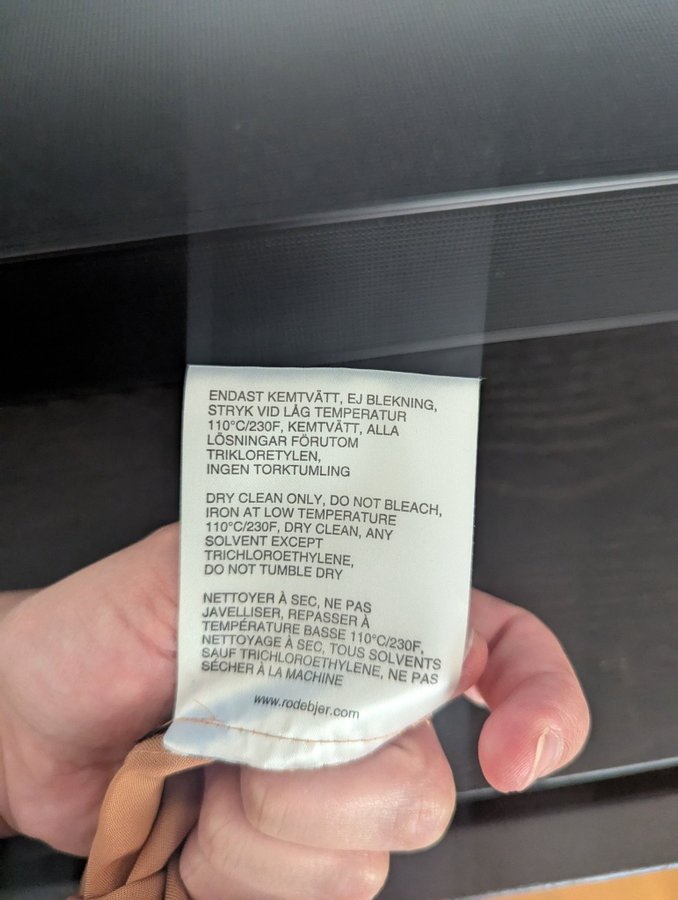 ENDAST KEMTVÄTT, EJ BLEKNING,
STRYK VID LÅG TEMPERATUR
110°C/230F, KEMTVÄTT, ALLA
LÖSNINGAR FÖRUTOM
TRIKLORETYLEN,
INGEN TORKTUMLING
DRY CLEAN ONLY, DO NOT BLEACH,
IRON AT LOW TEMPERATURE
110°C/230F, DRY CLEAN, ANY
SOLVENT EXCEPT
TRICHLOROETHYLENE,
DO NOT TUMBLE DRY
NETTOYER À SEC, NE PAS
JAVELLISER, REPASSER À
TEMPÉRATURE BASSE 110°C/230F,
NETTOYAGE À SEC, TOUS SOLVENTS
SAUF TRICHLOROETHYLENE, NE PAS
SÉCHER À LA MACHINE
www.rodebjer.com